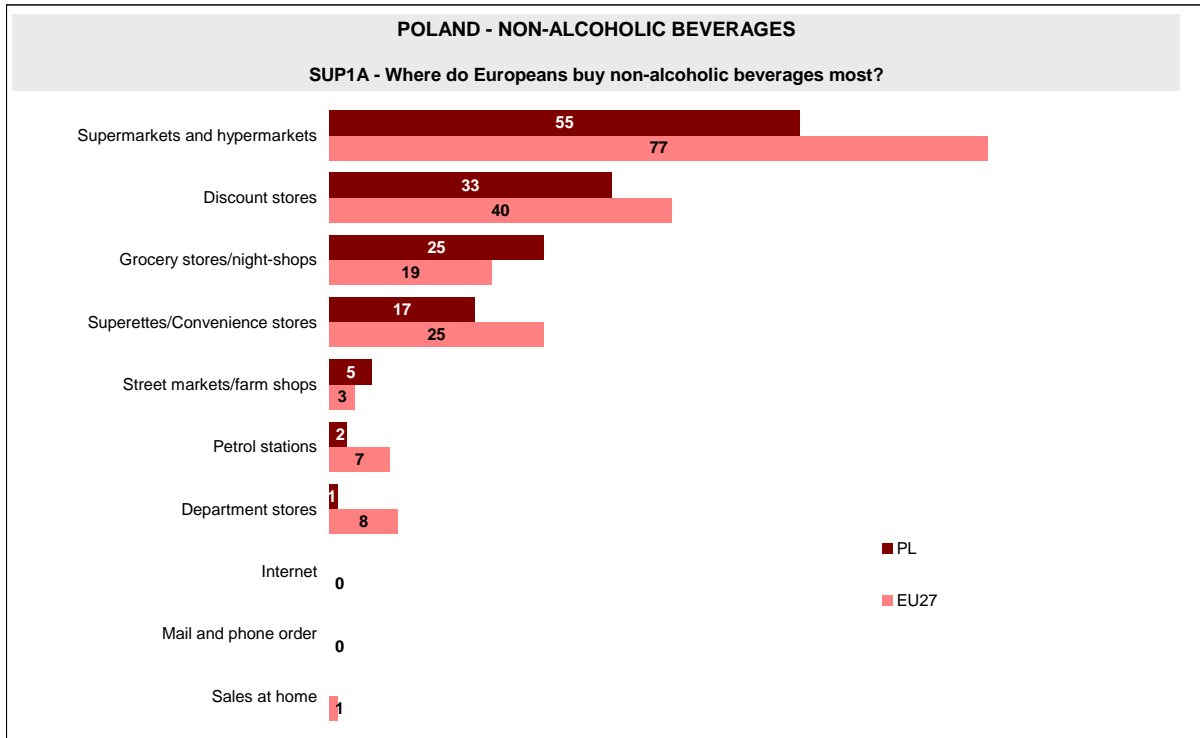 POLAND - NON-ALCOHOLIC BEVERAGES
SUP1A - Where do Europeans buy non-alcoholic beverages most?
Supermarkets and hypermarkets
55
77
Discount stores
33
40
Grocery stores/night-shops
25
19
Superettes/Convenience stores
17
25
Street markets/farm shops
5
3
Petrol stations
2
7
Department stores
1
8
Internet
0
Mail and phone order
0
Sales at home
1
PL
EU27